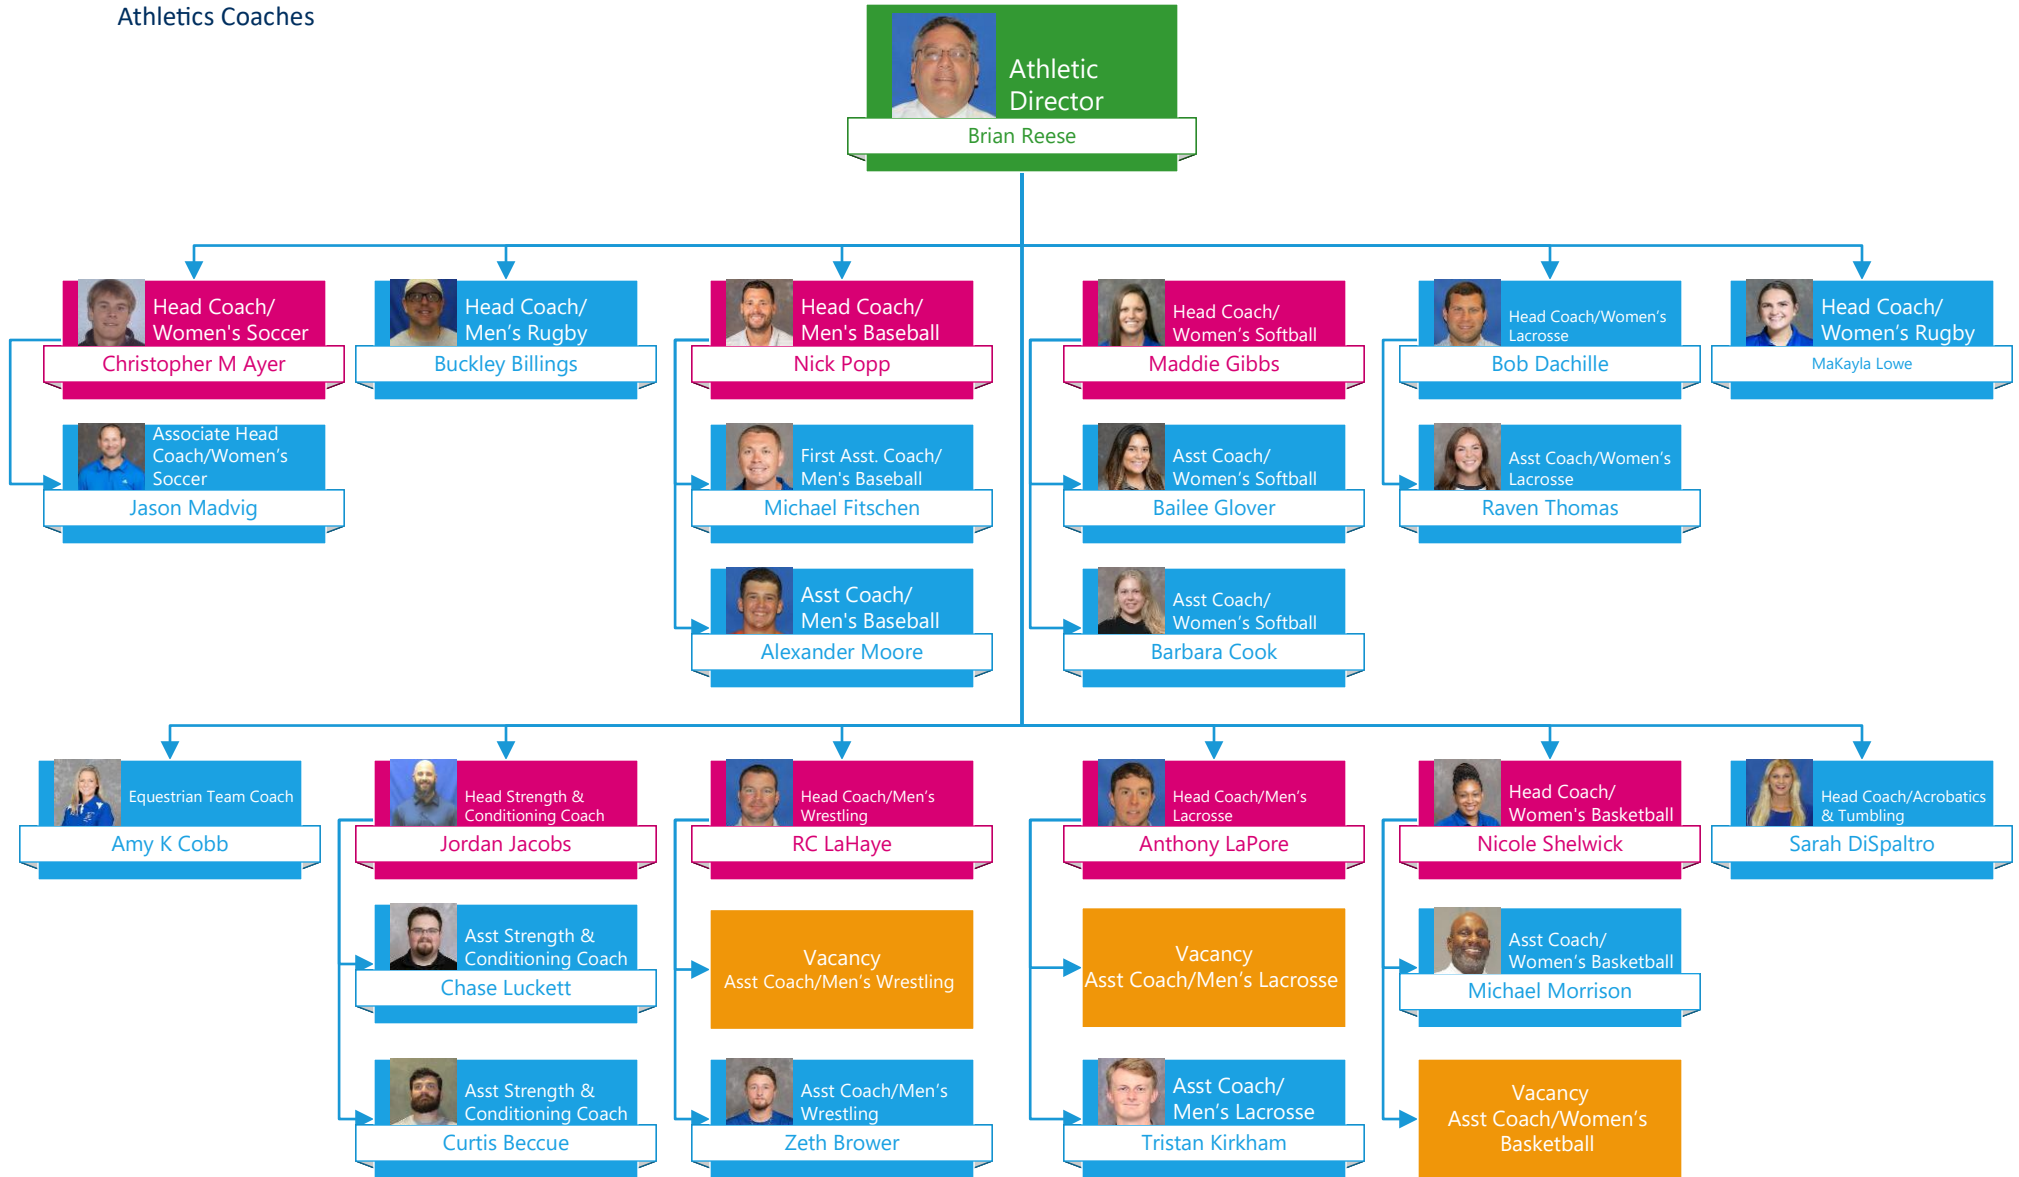 Athletics Coaches
Athletic
Director
Brian Reese
Head Coach/
Women's Soccer
Christopher M Ayer
Head Coach/
Men’s Rugby
Buckley Billings
Head Coach/
Men's Baseball
Nick Popp
Head Coach/
Women’s Softball
Maddie Gibbs
Head Coach/Women’s
Lacrosse
Bob Dachille
Head Coach/
Women’s Rugby
MaKayla Lowe
Associate Head
Coach/Women’s
Soccer
Jason Madvig
First Asst. Coach/
Men's Baseball
Michael Fitschen
Asst Coach/
Women’s Softball
Bailee Glover
Asst Coach/Women’s
Lacrosse
Raven Thomas
Asst Coach/
Men's Baseball
Alexander Moore
Asst Coach/
Women’s Softball
Barbara Cook
Equestrian Team Coach
Amy K Cobb
Head Strength &
Conditioning Coach
Jordan Jacobs
Head Coach/Men’s
Wrestling
RC LaHaye
Head Coach/Men’s
Lacrosse
Anthony LaPore
Head Coach/
Women's Basketball
Nicole Shelwick
Head Coach/Acrobatics
& Tumbling
Sarah DiSpaltro
Asst Strength &
Conditioning Coach
Chase Luckett
Vacancy
Asst Coach/Men’s Wrestling
Vacancy
Asst Coach/Men’s Lacrosse
Asst Coach/
Women's Basketball
Michael Morrison
Asst Strength &
Conditioning Coach
Curtis Beccue
Asst Coach/Men’s
Wrestling
Zeth Brower
Asst Coach/
Men’s Lacrosse
Tristan Kirkham
Vacancy
Asst Coach/Women’s
Basketball